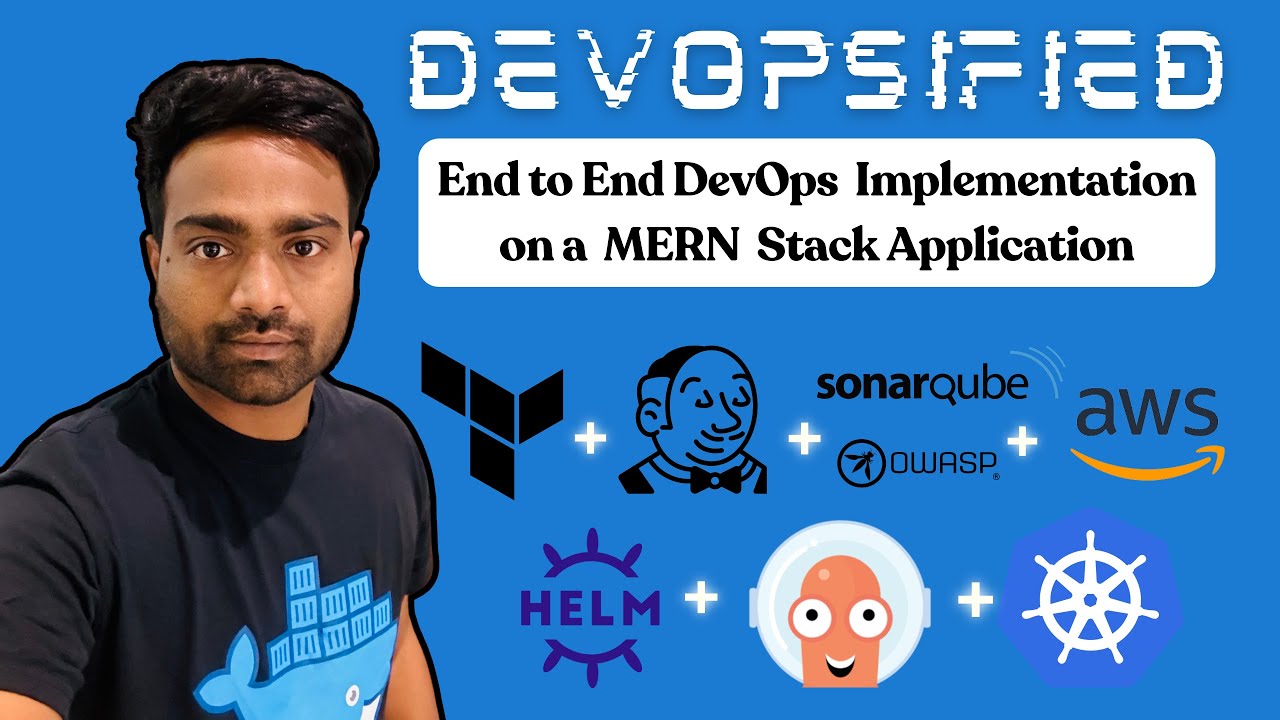 DEVOPSIFIED
End to End DevOps Implementation
on a MERN Stack Application
sonarqube
OWASP®
aws
HELM